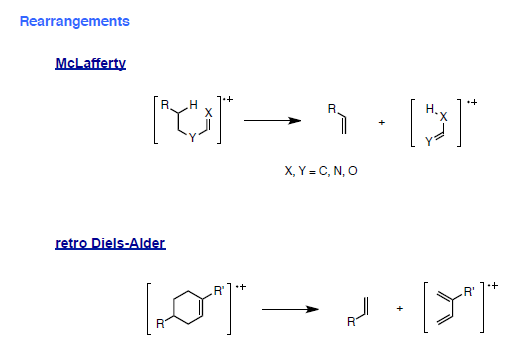 Rearrangements
McLafferty
R H X Y •+
R
+
H X Y •+
X, Y = C, N, O
retro Diels-Alder
R R' •+
R
+
R' •+